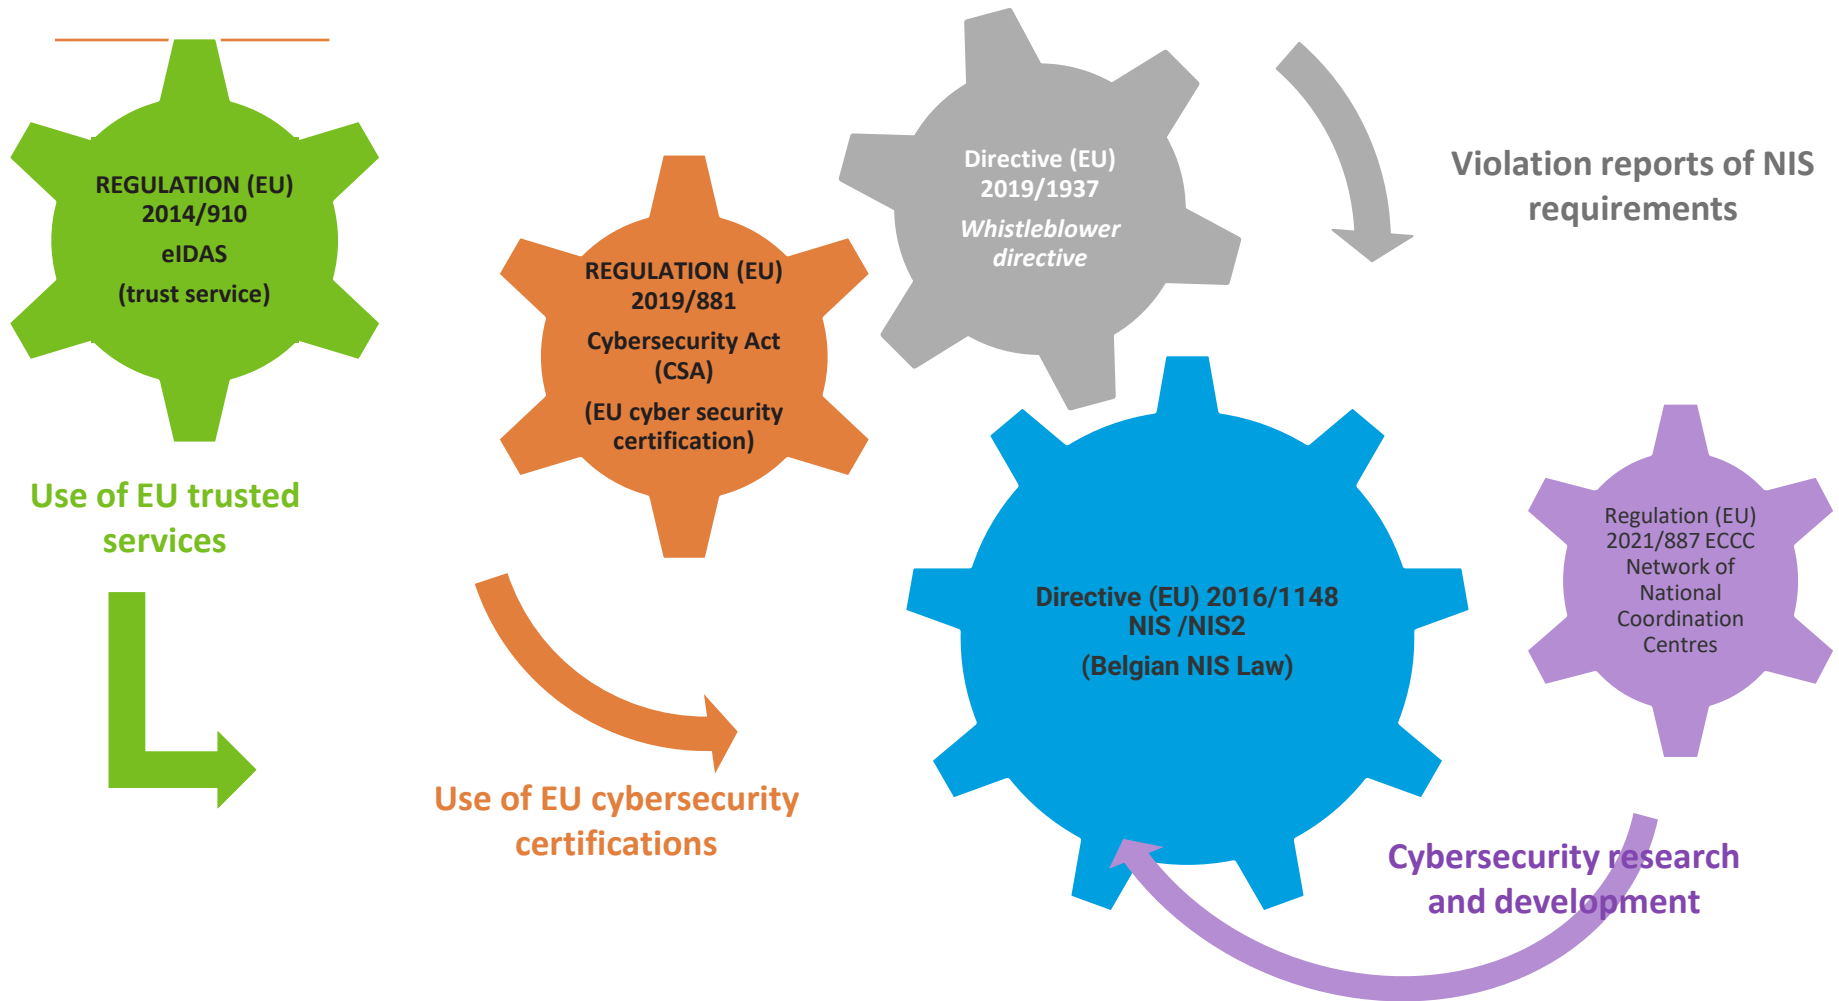 REGULATION (EU)
2014/910
eIDAS
(trust service)
Use of EU trusted
services
REGULATION (EU)
2019/881
Cybersecurity Act
(CSA)
(EU cyber security
certification)
Use of EU cybersecurity
certifications
Directive (EU)
2019/1937
Whistleblower
directive
Violation reports of NIS
requirements
Directive (EU) 2016/1148
NIS /NIS2
(Belgian NIS Law)
Regulation (EU)
2021/887 ECCC
Network of
National
Coordination
Centres
Cybersecurity research
and development